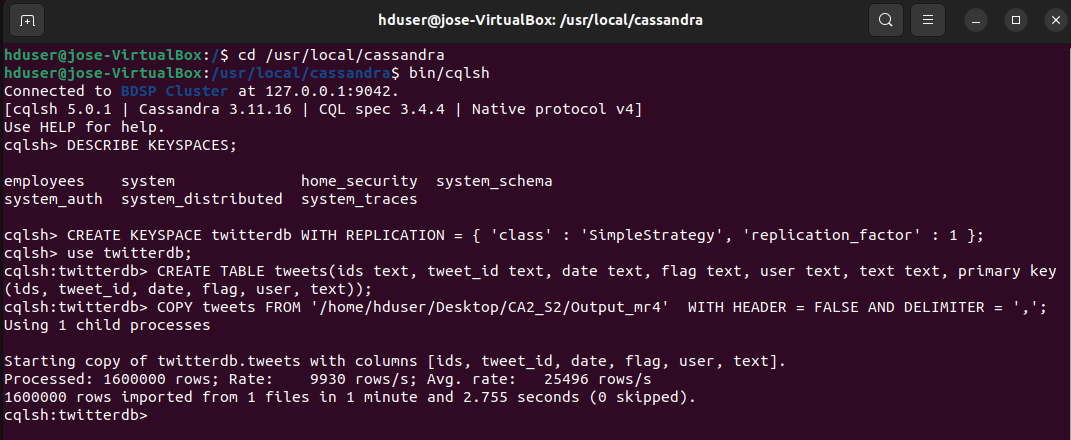 hduser@jose-VirtualBox: /usr/local/cassandra
hduser@jose-VirtualBox:/$ cd /usr/local/cassandra
hduser@jose-VirtualBox:/usr/local/cassandra$ bin/cqlsh
Connected to BDSP Cluster at 127.0.0.1:9042.
[cqlsh 5.0.1 | Cassandra 3.11.16 | CQL spec 3.4.4 | Native protocol v4]
Use HELP for help.
cqlsh> DESCRIBE KEYSPACES;
employees    system              home_security  system_schema
system_auth  system_distributed  system_traces
cqlsh> CREATE KEYSPACE twitterdb WITH REPLICATION = { 'class' : 'SimpleStrategy', 'replication_factor' : 1 };
cqlsh> use twitterdb;
cqlsh:twitterdb> CREATE TABLE tweets(ids text, tweet_id text, date text, flag text, user text, text text, primary key
(ids, tweet_id, date, flag, user, text));
cqlsh:twitterdb> COPY tweets FROM '/home/hduser/Desktop/CA2_S2/Output_mr4'  WITH HEADER = FALSE AND DELIMITER = ',';
Using 1 child processes
Starting copy of twitterdb.tweets with columns [ids, tweet_id, date, flag, user, text].
Processed: 1600000 rows; Rate:    9930 rows/s; Avg. rate:   25496 rows/s
1600000 rows imported from 1 files in 1 minute and 2.755 seconds (0 skipped).
cqlsh:twitterdb>